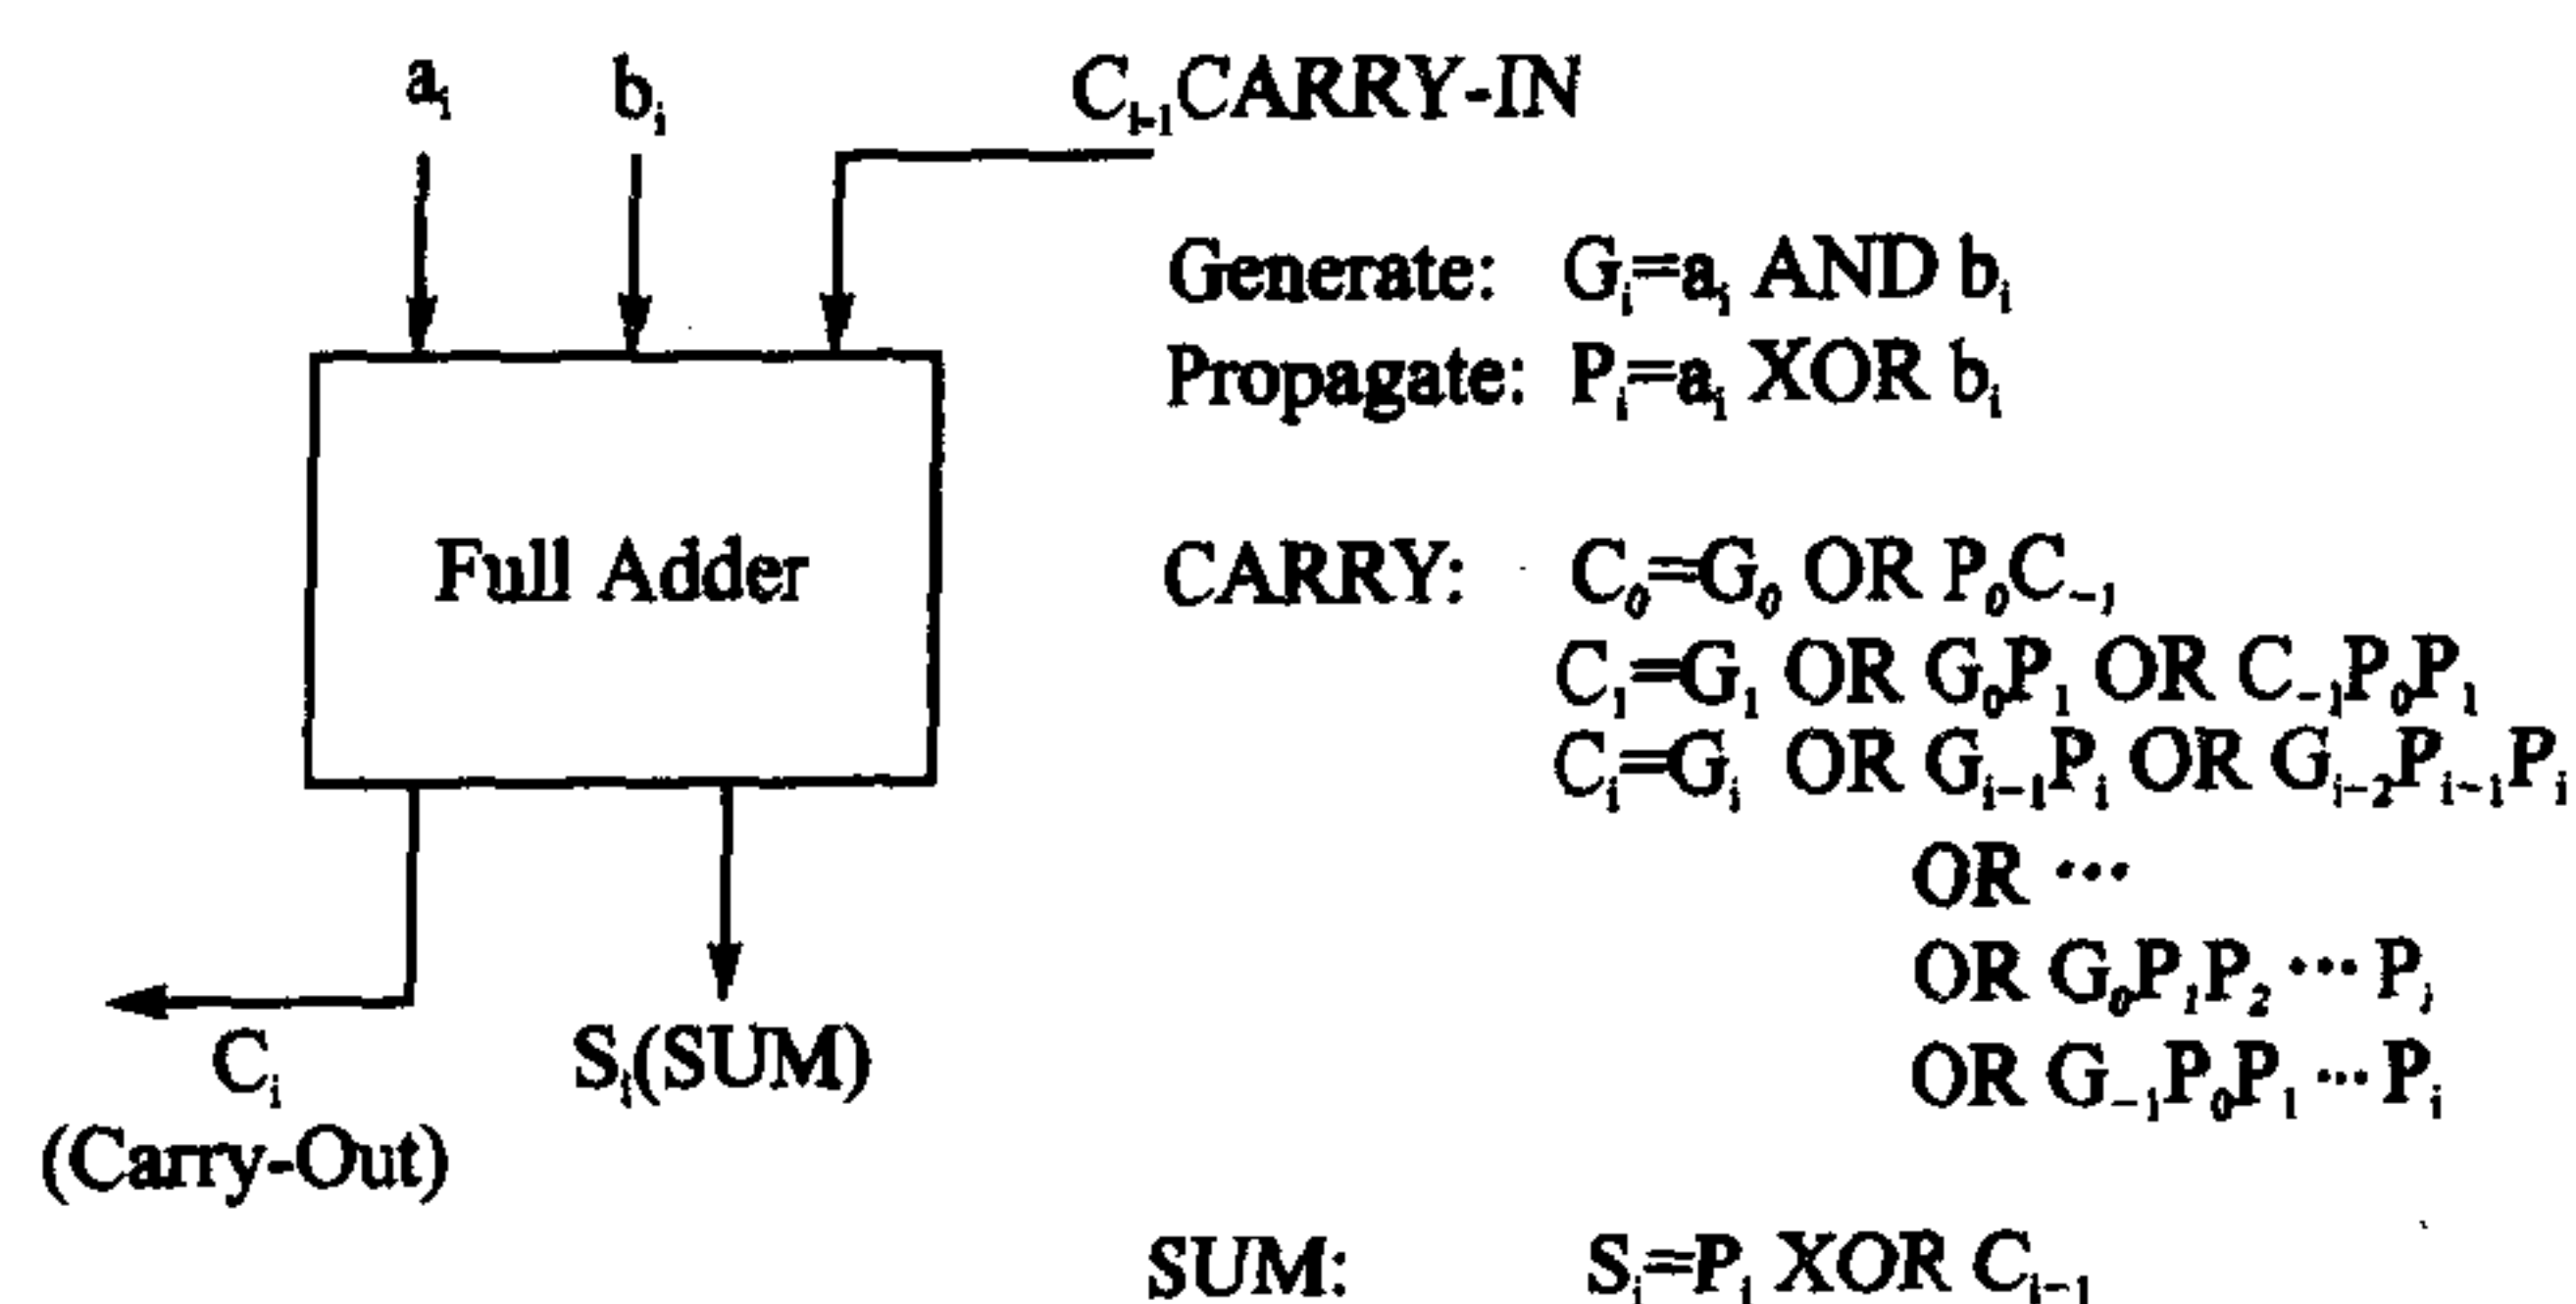 aᵢ bᵢ Cᵢ₋₁CARRY-IN
Generate: Gᵢ=aᵢ AND bᵢ
Propagate: Pᵢ=aᵢ XOR bᵢ
Full Adder
CARRY: C₀=G₀ OR P₀C₋₁
C₁=G₁ OR G₀P₁ OR C₋₁P₀P₁
Cᵢ=Gᵢ OR Gᵢ₋₁Pᵢ OR Gᵢ₋₂Pᵢ₋₁Pᵢ
OR ···
OR G₀P₁P₂ ··· Pᵢ
OR G₋₁P₀P₁ ··· Pᵢ
Cᵢ
(Carry-Out)
Sᵢ(SUM)
SUM: Sᵢ=Pᵢ XOR Cᵢ₋₁